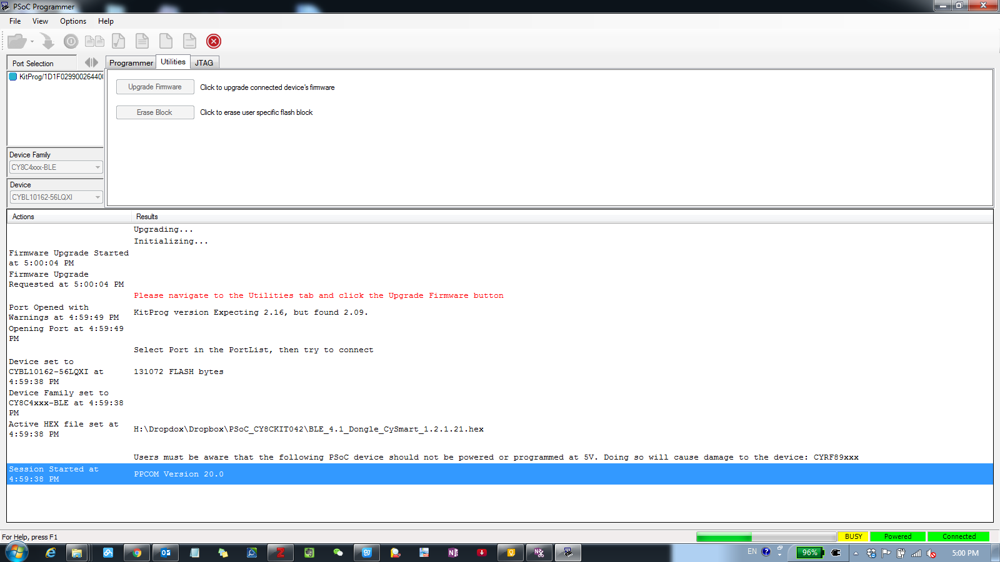 PSoC Programmer
File View Options Help
Port Selection
Programmer Utilities JTAG
KitProg/1D1F02990026440
Upgrade Firmware Click to upgrade connected device's firmware
Erase Block Click to erase user specific flash block
Device Family
CY8C4xxx-BLE
Device
CYBL10162-56LQXI
Actions Results
Upgrading...
Initializing...
Firmware Upgrade Started
at 5:00:04 PM
Firmware Upgrade
Requested at 5:00:04 PM
Please navigate to the Utilities tab and click the Upgrade Firmware button
Port Opened with
Warnings at 4:59:49 PM
KitProg version Expecting 2.16, but found 2.09.
Opening Port at 4:59:49
PM
Select Port in the PortList, then try to connect
Device set to
CYBL10162-56LQXI at
4:59:38 PM
131072 FLASH bytes
Device Family set to
CY8C4xxx-BLE at 4:59:38
PM
Active HEX file set at
4:59:38 PM
H:\Dropdox\Dropbox\PSoC_CY8CKIT042\BLE_4.1_Dongle_CySmart_1.2.1.21.hex
Users must be aware that the following PSoC device should not be powered or programmed at 5V. Doing so will cause damage to the device: CYRF89xxx
Session Started at
4:59:38 PM
PPCOM Version 20.0
For Help, press F1
BUSY Powered Connected
EN 96% 5:00 PM